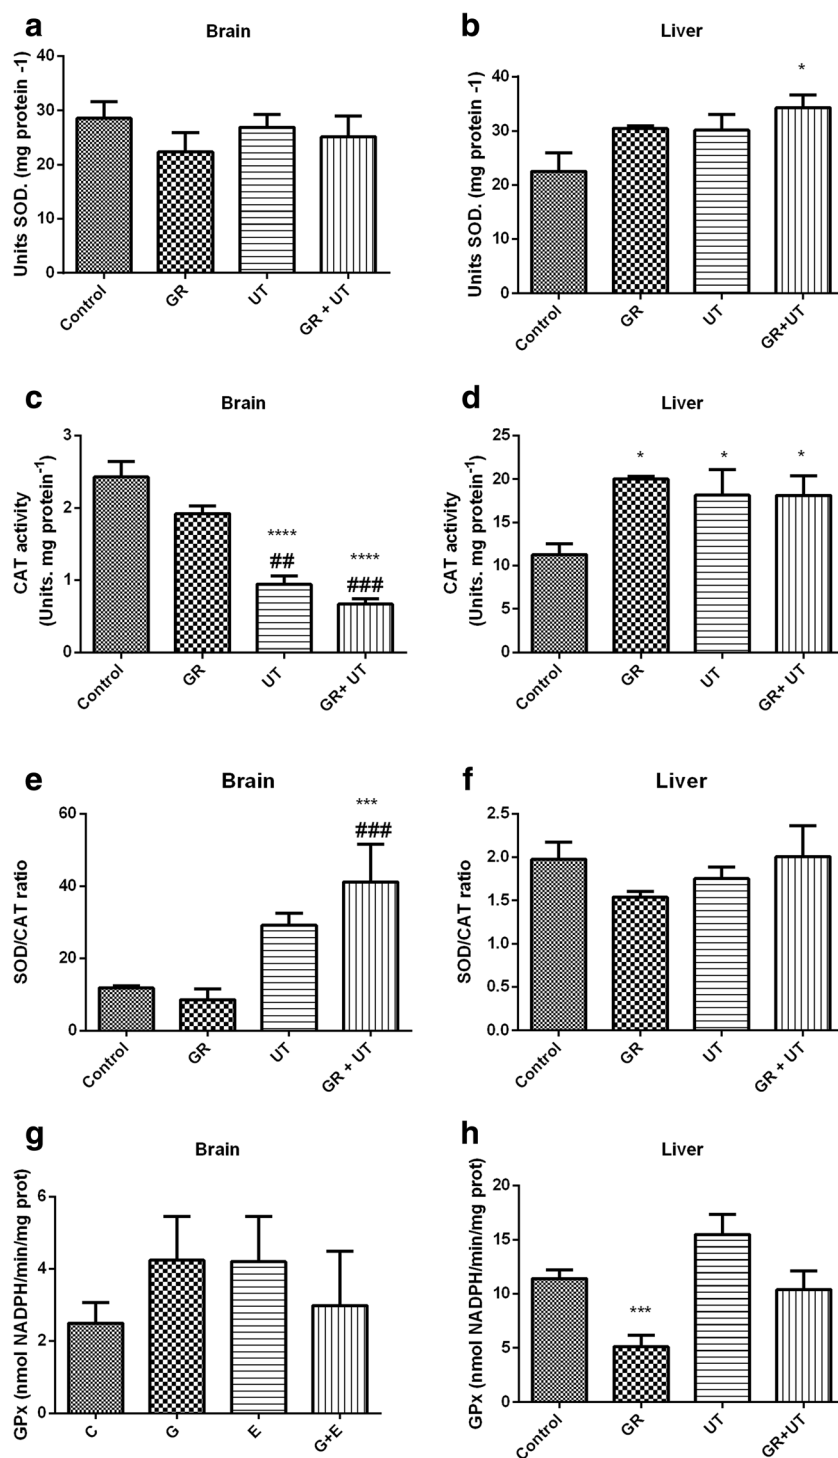 a
Brain
Units SOD. (mg protein -1)
40
30
20
10
0
Control
GR
UT
GR + UT
b
Liver
Units SOD. (mg protein -1)
40
30
20
10
0
*
Control
GR
UT
GR+UT
c
Brain
CAT activity
(Units. mg protein⁻¹)
3
2
1
0
****
##
****
###
Control
GR
UT
GR+ UT
d
Liver
CAT activity
(Units. mg protein⁻¹)
25
20
15
10
5
0
*
*
*
Control
GR
UT
GR+ UT
e
Brain
SOD/CAT ratio
60
40
20
0
***
###
Control
GR
UT
GR + UT
f
Liver
SOD/CAT ratio
2.5
2.0
1.5
1.0
0.5
0.0
Control
GR
UT
GR + UT
g
Brain
GPx (nmol NADPH/min/mg prot)
6
4
2
0
C
G
E
G+E
h
Liver
GPx (nmol NADPH/min/mg prot)
20
15
10
5
0
***
Control
GR
UT
GR+UT